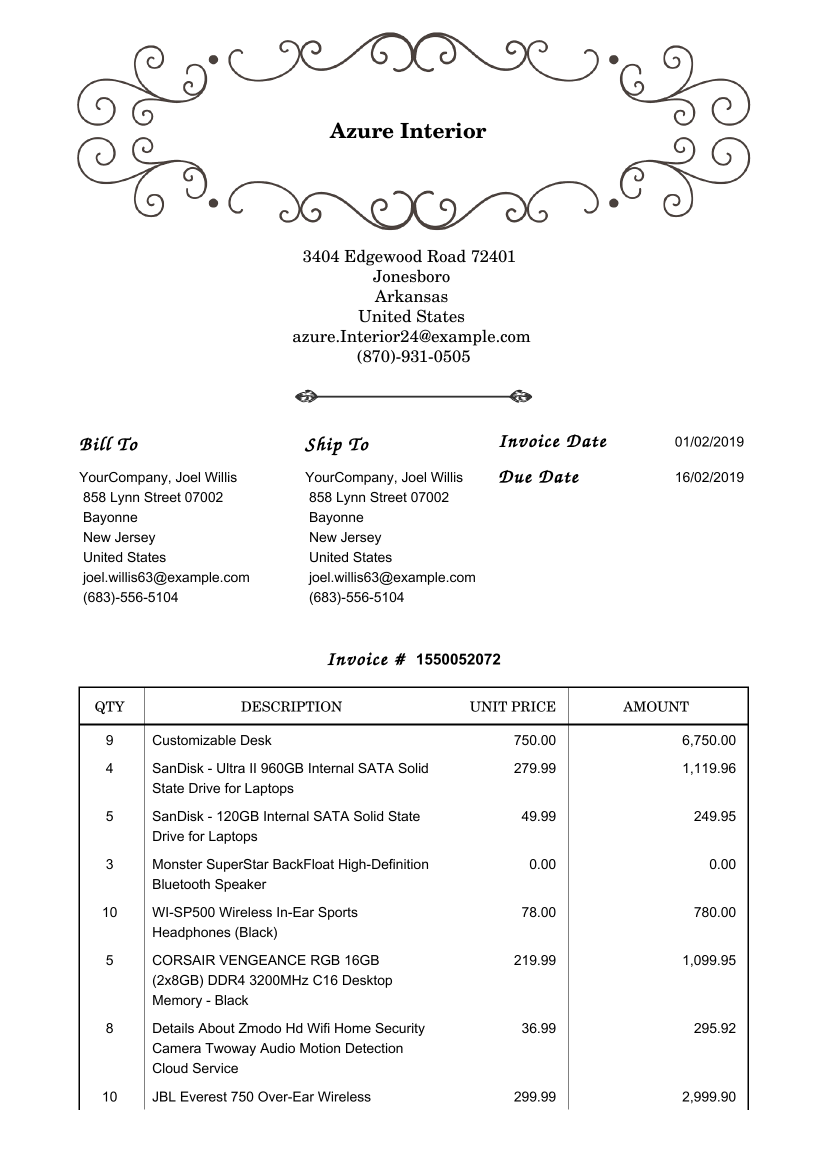 Azure Interior
3404 Edgewood Road 72401
Jonesboro
Arkansas
United States
azure.Interior24@example.com
(870)-931-0505
Bill To
YourCompany, Joel Willis
858 Lynn Street 07002
Bayonne
New Jersey
United States
joel.willis63@example.com
(683)-556-5104
Ship To
YourCompany, Joel Willis
858 Lynn Street 07002
Bayonne
New Jersey
United States
joel.willis63@example.com
(683)-556-5104
Invoice Date 01/02/2019
Due Date 16/02/2019
Invoice # 1550052072
QTY DESCRIPTION UNIT PRICE AMOUNT
9 Customizable Desk 750.00 6,750.00
4 SanDisk - Ultra II 960GB Internal SATA Solid 279.99 1,119.96
State Drive for Laptops
5 SanDisk - 120GB Internal SATA Solid State 49.99 249.95
Drive for Laptops
3 Monster SuperStar BackFloat High-Definition 0.00 0.00
Bluetooth Speaker
10 WI-SP500 Wireless In-Ear Sports 78.00 780.00
Headphones (Black)
5 CORSAIR VENGEANCE RGB 16GB 219.99 1,099.95
(2x8GB) DDR4 3200MHz C16 Desktop
Memory - Black
8 Details About Zmodo Hd Wifi Home Security 36.99 295.92
Camera Twoway Audio Motion Detection
Cloud Service
10 JBL Everest 750 Over-Ear Wireless 299.99 2,999.90